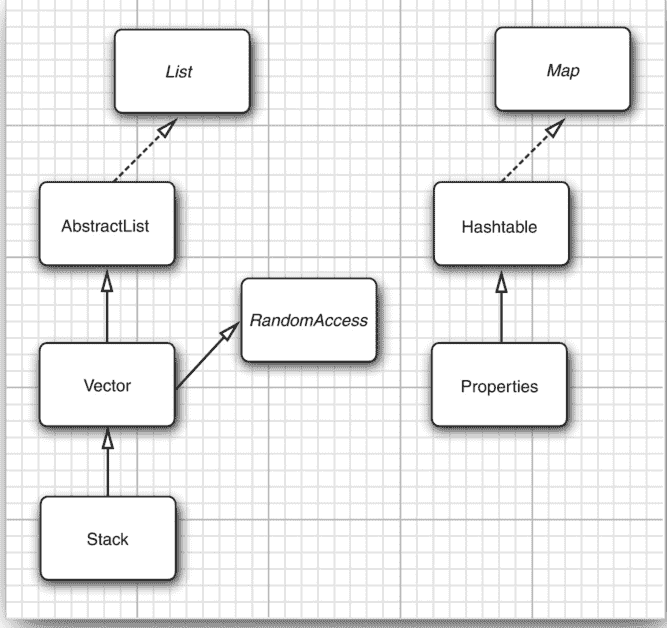 List
Map
AbstractList
Hashtable
RandomAccess
Vector
Properties
Stack